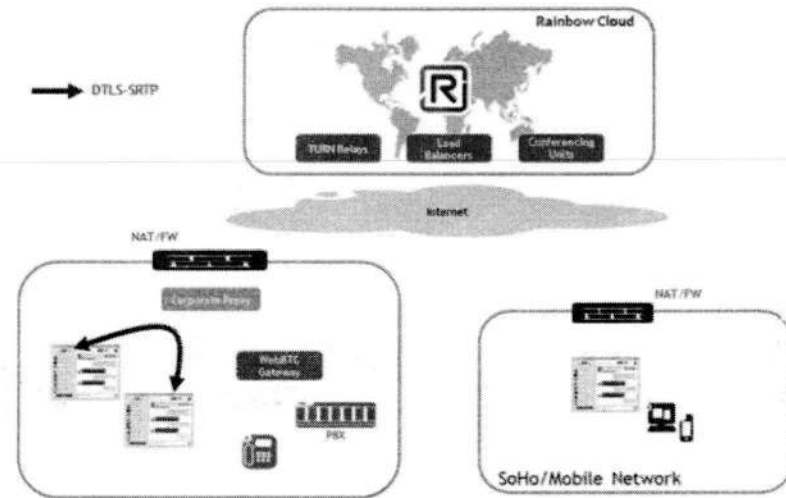 Rainbow Cloud
DTLS-SRTP
R
TURN Relays
Load
Balancers
Conferencing
Units
Internet
NAT/FW
Corporate Proxy
WebRTC
Gateway
PBX
NAT/FW
SoHo/Mobile Network